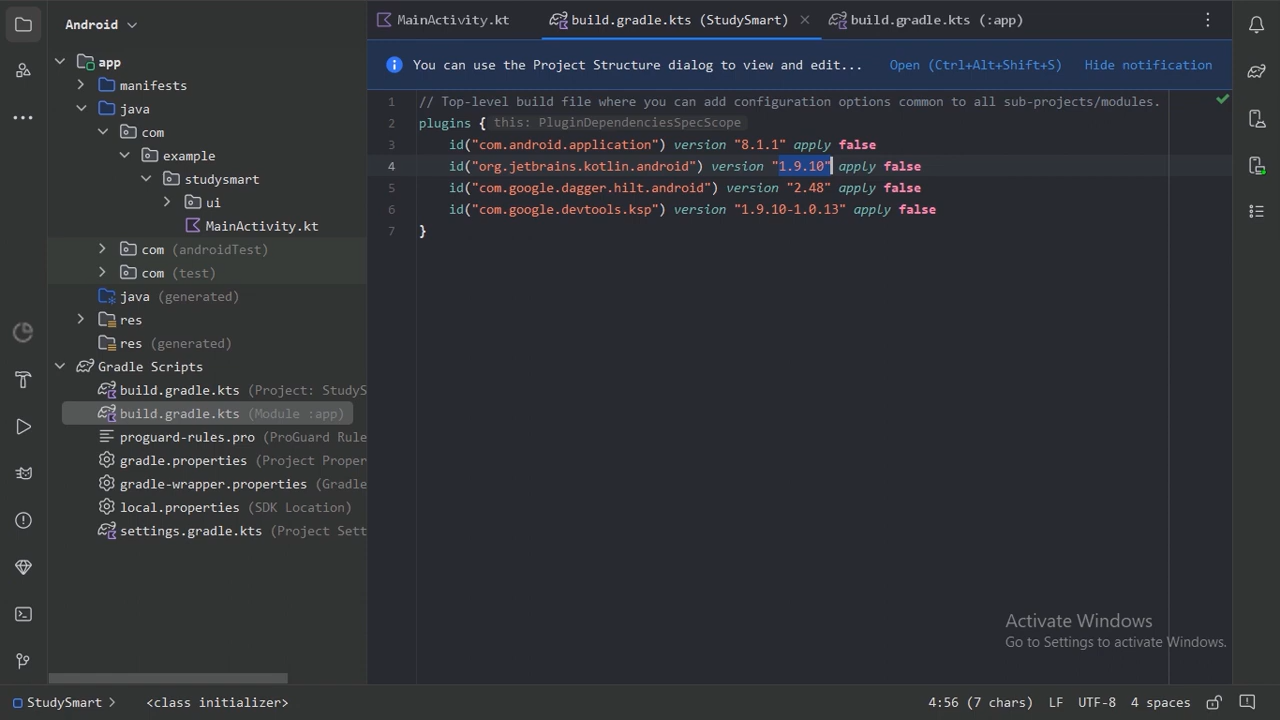 Android
MainActivity.kt
build.gradle.kts (StudySmart)
build.gradle.kts (:app)
You can use the Project Structure dialog to view and edit...
Open (Ctrl+Alt+Shift+S)
Hide notification
app
manifests
java
com
example
studysmart
ui
MainActivity.kt
com (androidTest)
com (test)
java (generated)
res
res (generated)
Gradle Scripts
build.gradle.kts (Project: StudyS
build.gradle.kts (Module :app)
proguard-rules.pro (ProGuard Rule
gradle.properties (Project Proper
gradle-wrapper.properties (Gradle
local.properties (SDK Location)
settings.gradle.kts (Project Sett
1 // Top-level build file where you can add configuration options common to all sub-projects/modules.
2 plugins { this: PluginDependenciesSpecScope
3 id("com.android.application") version "8.1.1" apply false
4 id("org.jetbrains.kotlin.android") version "1.9.10" apply false
5 id("com.google.dagger.hilt.android") version "2.48" apply false
6 id("com.google.devtools.ksp") version "1.9.10-1.0.13" apply false
7 }
Activate Windows
Go to Settings to activate Windows.
StudySmart
<class initializer>
4:56 (7 chars)
LF
UTF-8
4 spaces